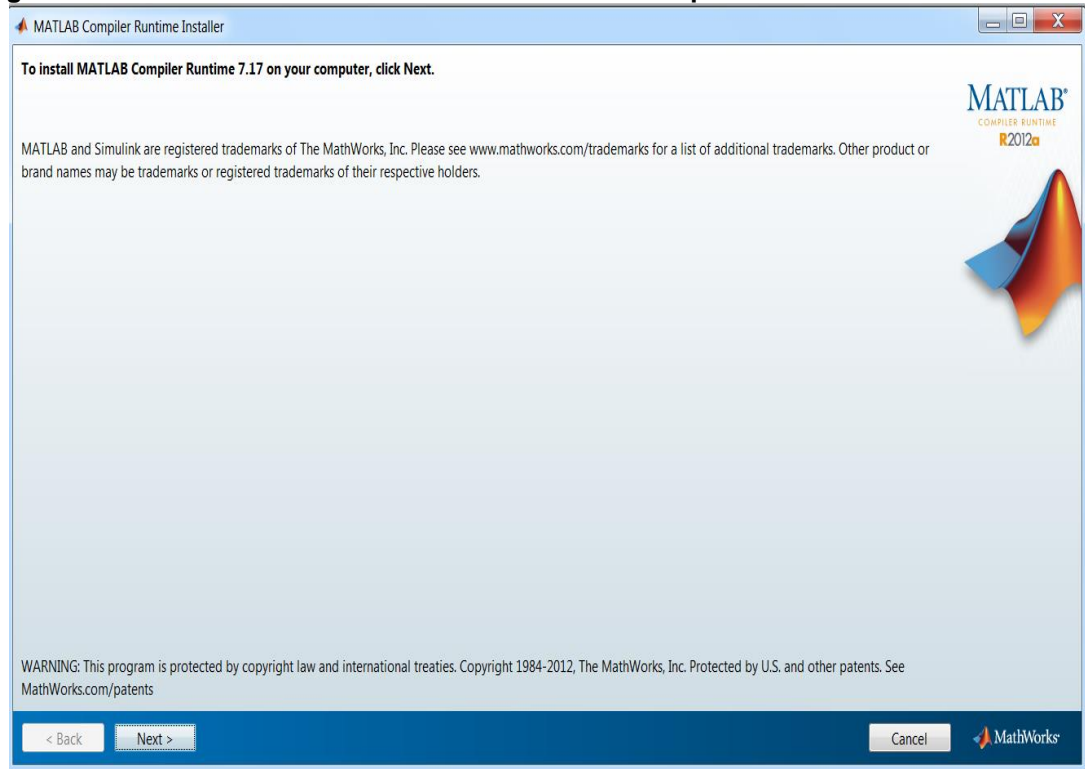 MATLAB Compiler Runtime Installer
X
To install MATLAB Compiler Runtime 7.17 on your computer, click Next.
MATLAB®
COMPILER RUNTIME
R2012a
MATLAB and Simulink are registered trademarks of The MathWorks, Inc. Please see www.mathworks.com/trademarks for a list of additional trademarks. Other product or
brand names may be trademarks or registered trademarks of their respective holders.
WARNING: This program is protected by copyright law and international treaties. Copyright 1984-2012, The MathWorks, Inc. Protected by U.S. and other patents. See
MathWorks.com/patents
< Back Next > Cancel MathWorks®